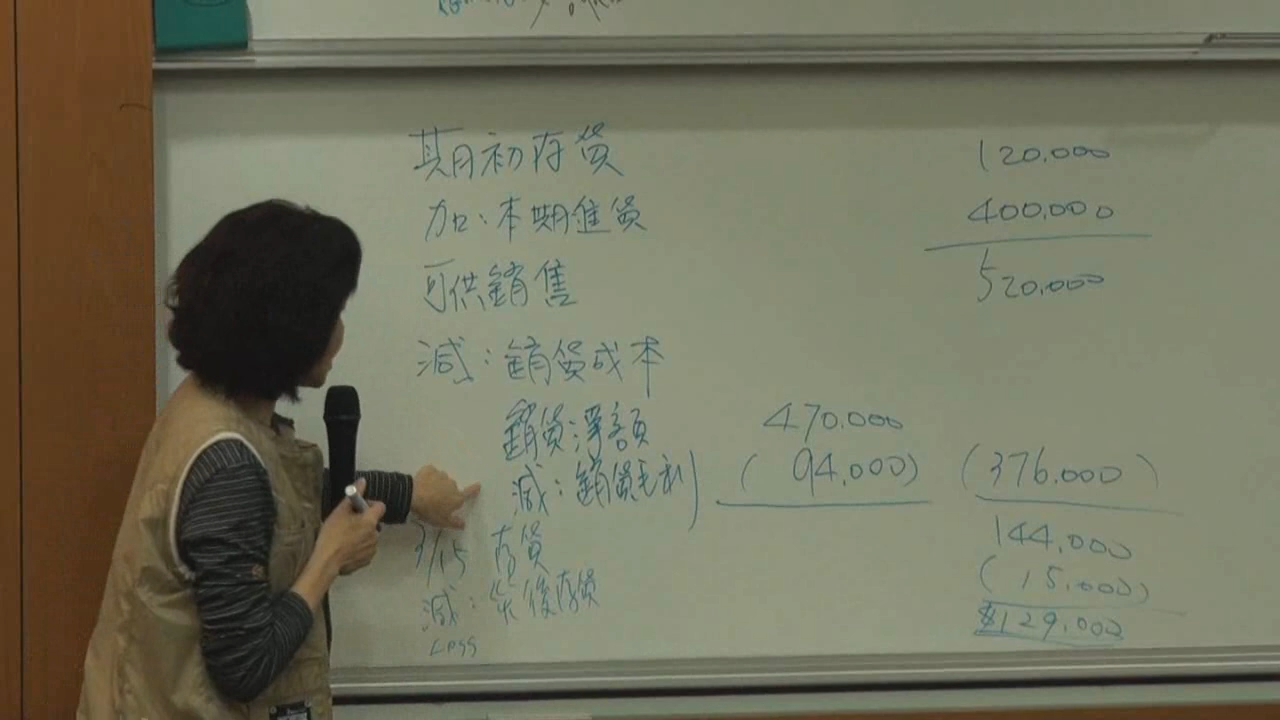 期初存貨 120,000
加：本期進貨 400,000
可供銷售 520,000
減：銷貨成本
銷貨淨額 470,000
減：銷貨毛利 (94,000) (376,000)
3/15 存貨 144,000
減：災後存貨 (15,000)
Loss $129,000